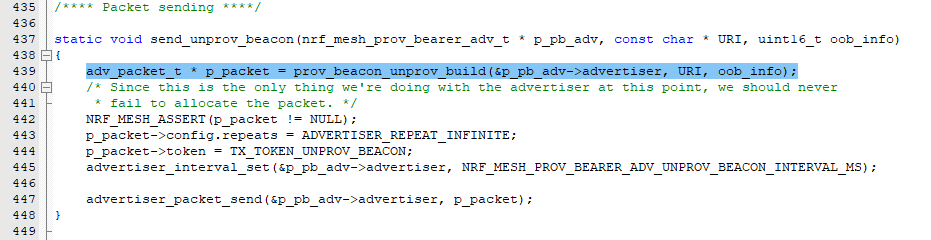 435 /**** Packet sending ****/
436
437 static void send_unprov_beacon(nrf_mesh_prov_bearer_adv_t * p_pb_adv, const char * URI, uint16_t oob_info)
438 {
439     adv_packet_t * p_packet = prov_beacon_unprov_build(&p_pb_adv->advertiser, URI, oob_info);
440     /* Since this is the only thing we're doing with the advertiser at this point, we should never
441      * fail to allocate the packet. */
442     NRF_MESH_ASSERT(p_packet != NULL);
443     p_packet->config.repeats = ADVERTISER_REPEAT_INFINITE;
444     p_packet->token = TX_TOKEN_UNPROV_BEACON;
445     advertiser_interval_set(&p_pb_adv->advertiser, NRF_MESH_PROV_BEARER_ADV_UNPROV_BEACON_INTERVAL_MS);
446
447     advertiser_packet_send(&p_pb_adv->advertiser, p_packet);
448 }
449